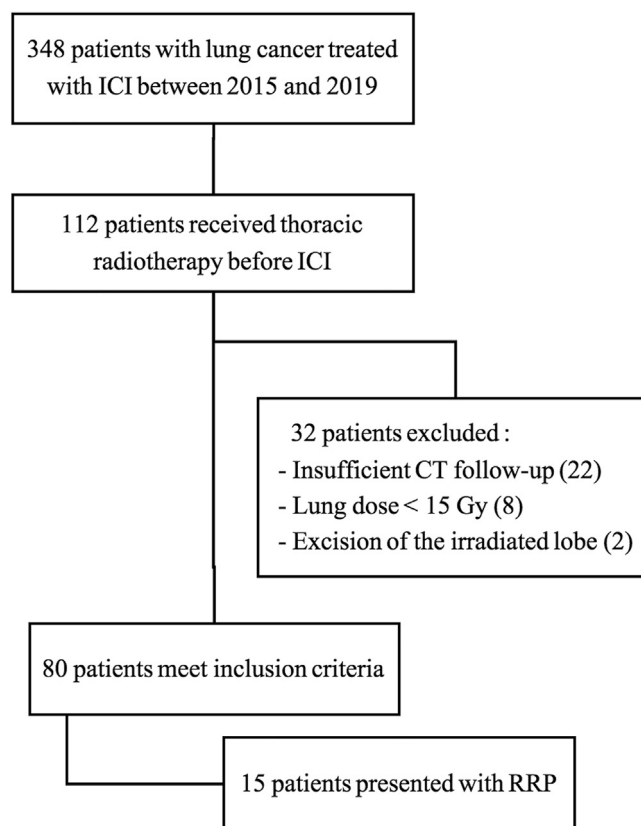 348 patients with lung cancer treated
with ICI between 2015 and 2019
112 patients received thoracic
radiotherapy before ICI
32 patients excluded :
- Insufficient CT follow-up (22)
- Lung dose < 15 Gy (8)
- Excision of the irradiated lobe (2)
80 patients meet inclusion criteria
15 patients presented with RRP